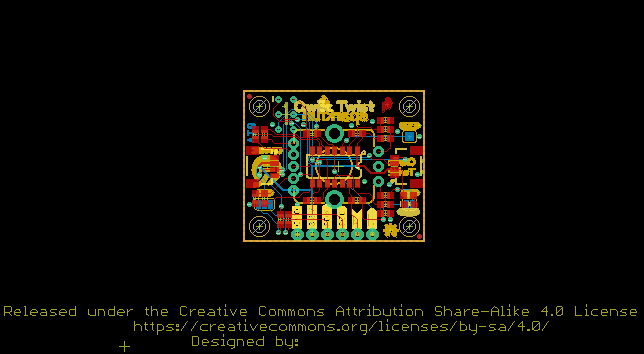 Qwiic Twist
Released under the Creative Commons Attribution Share-Alike 4.0 License
https://creativecommons.org/licenses/by-sa/4.0/
Designed by: